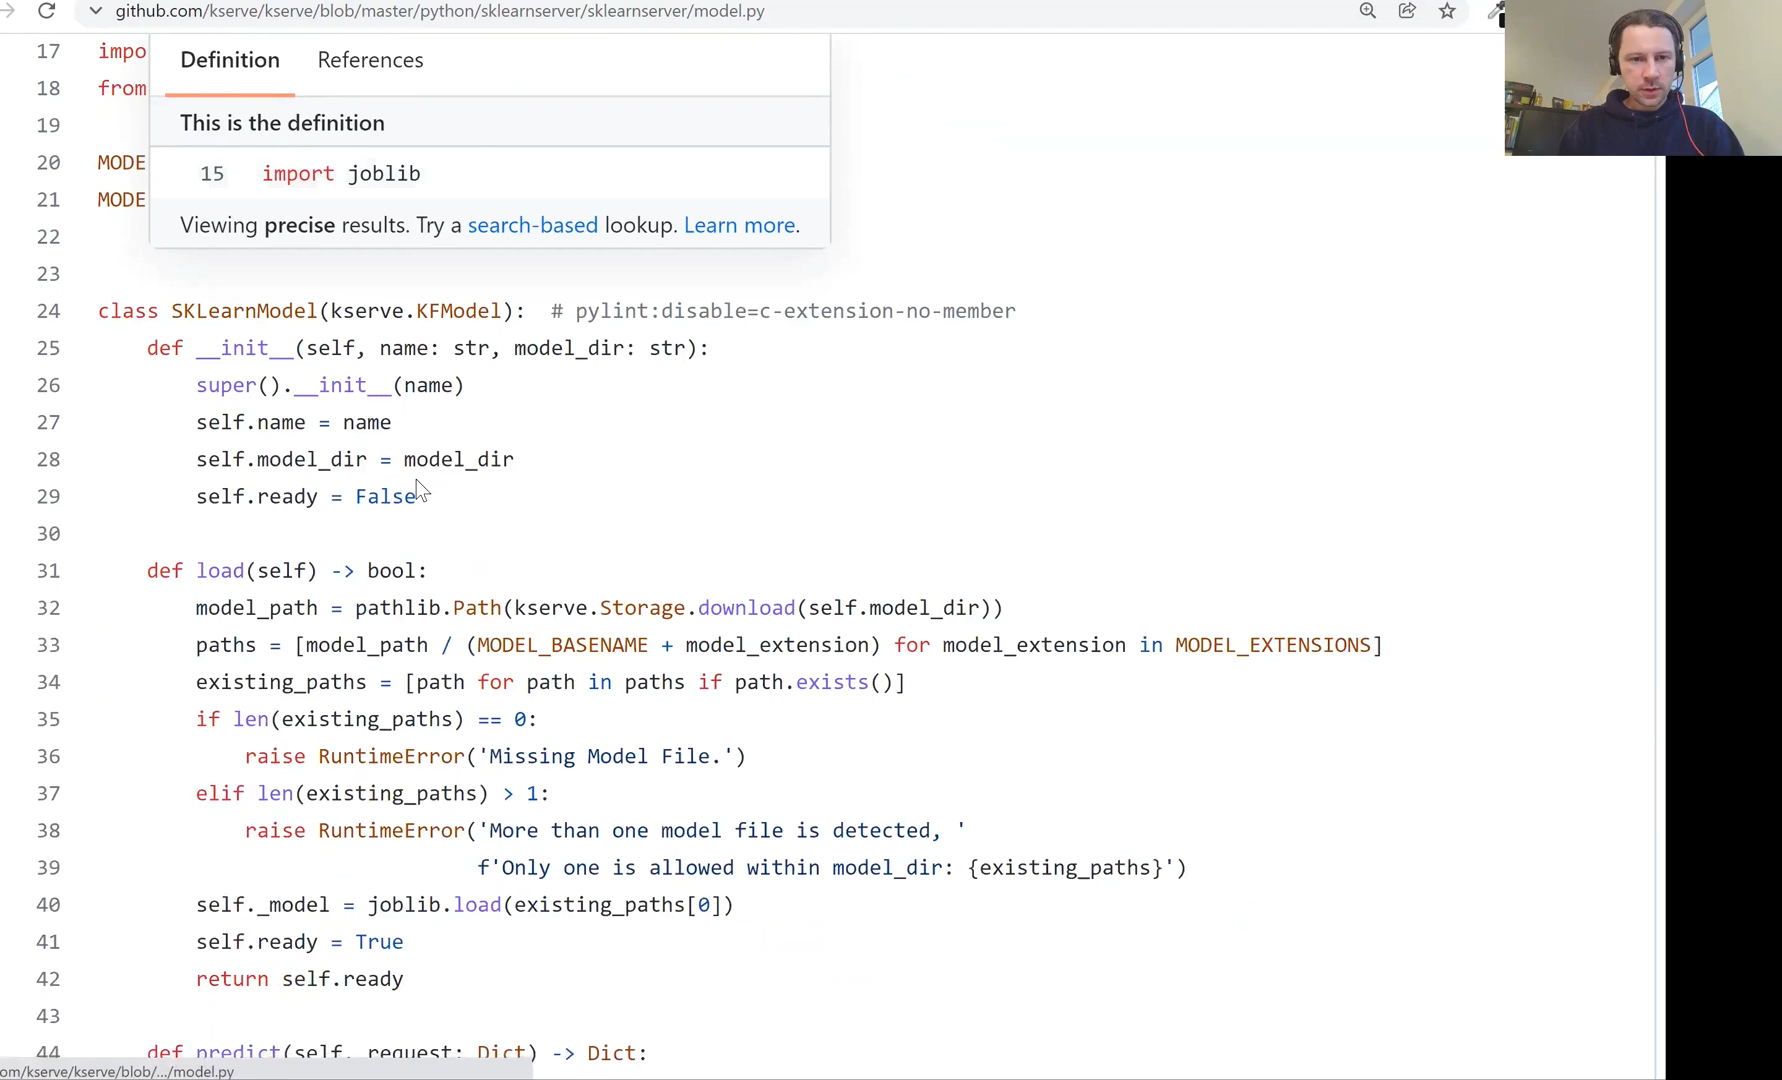 github.com/kserve/kserve/blob/master/python/sklearnserver/sklearnserver/model.py
Definition References
This is the definition
15 import joblib
Viewing precise results. Try a search-based lookup. Learn more.
17 impo
18 from
19
20 MODE
21 MODE
22
23
24 class SKLearnModel(kserve.KFModel):  # pylint:disable=c-extension-no-member
25     def __init__(self, name: str, model_dir: str):
26         super().__init__(name)
27         self.name = name
28         self.model_dir = model_dir
29         self.ready = False
30
31     def load(self) -> bool:
32         model_path = pathlib.Path(kserve.Storage.download(self.model_dir))
33         paths = [model_path / (MODEL_BASENAME + model_extension) for model_extension in MODEL_EXTENSIONS]
34         existing_paths = [path for path in paths if path.exists()]
35         if len(existing_paths) == 0:
36             raise RuntimeError('Missing Model File.')
37         elif len(existing_paths) > 1:
38             raise RuntimeError('More than one model file is detected, '
39                                f'Only one is allowed within model_dir: {existing_paths}')
40         self._model = joblib.load(existing_paths[0])
41         self.ready = True
42         return self.ready
43
44     def predict(self, request: Dict) -> Dict:
om/kserve/kserve/blob/.../model.py